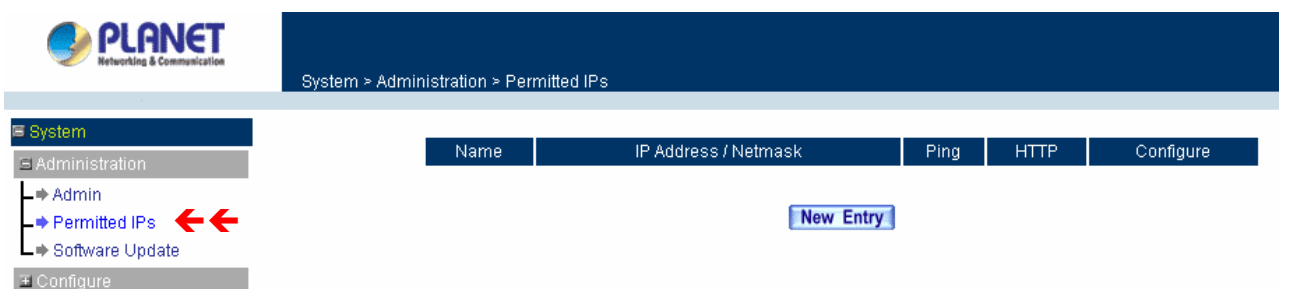 PLANET
Networking & Communication
System > Administration > Permitted IPs
System
Administration
Admin
Permitted IPs
Software Update
Configure
Name IP Address / Netmask Ping HTTP Configure
New Entry